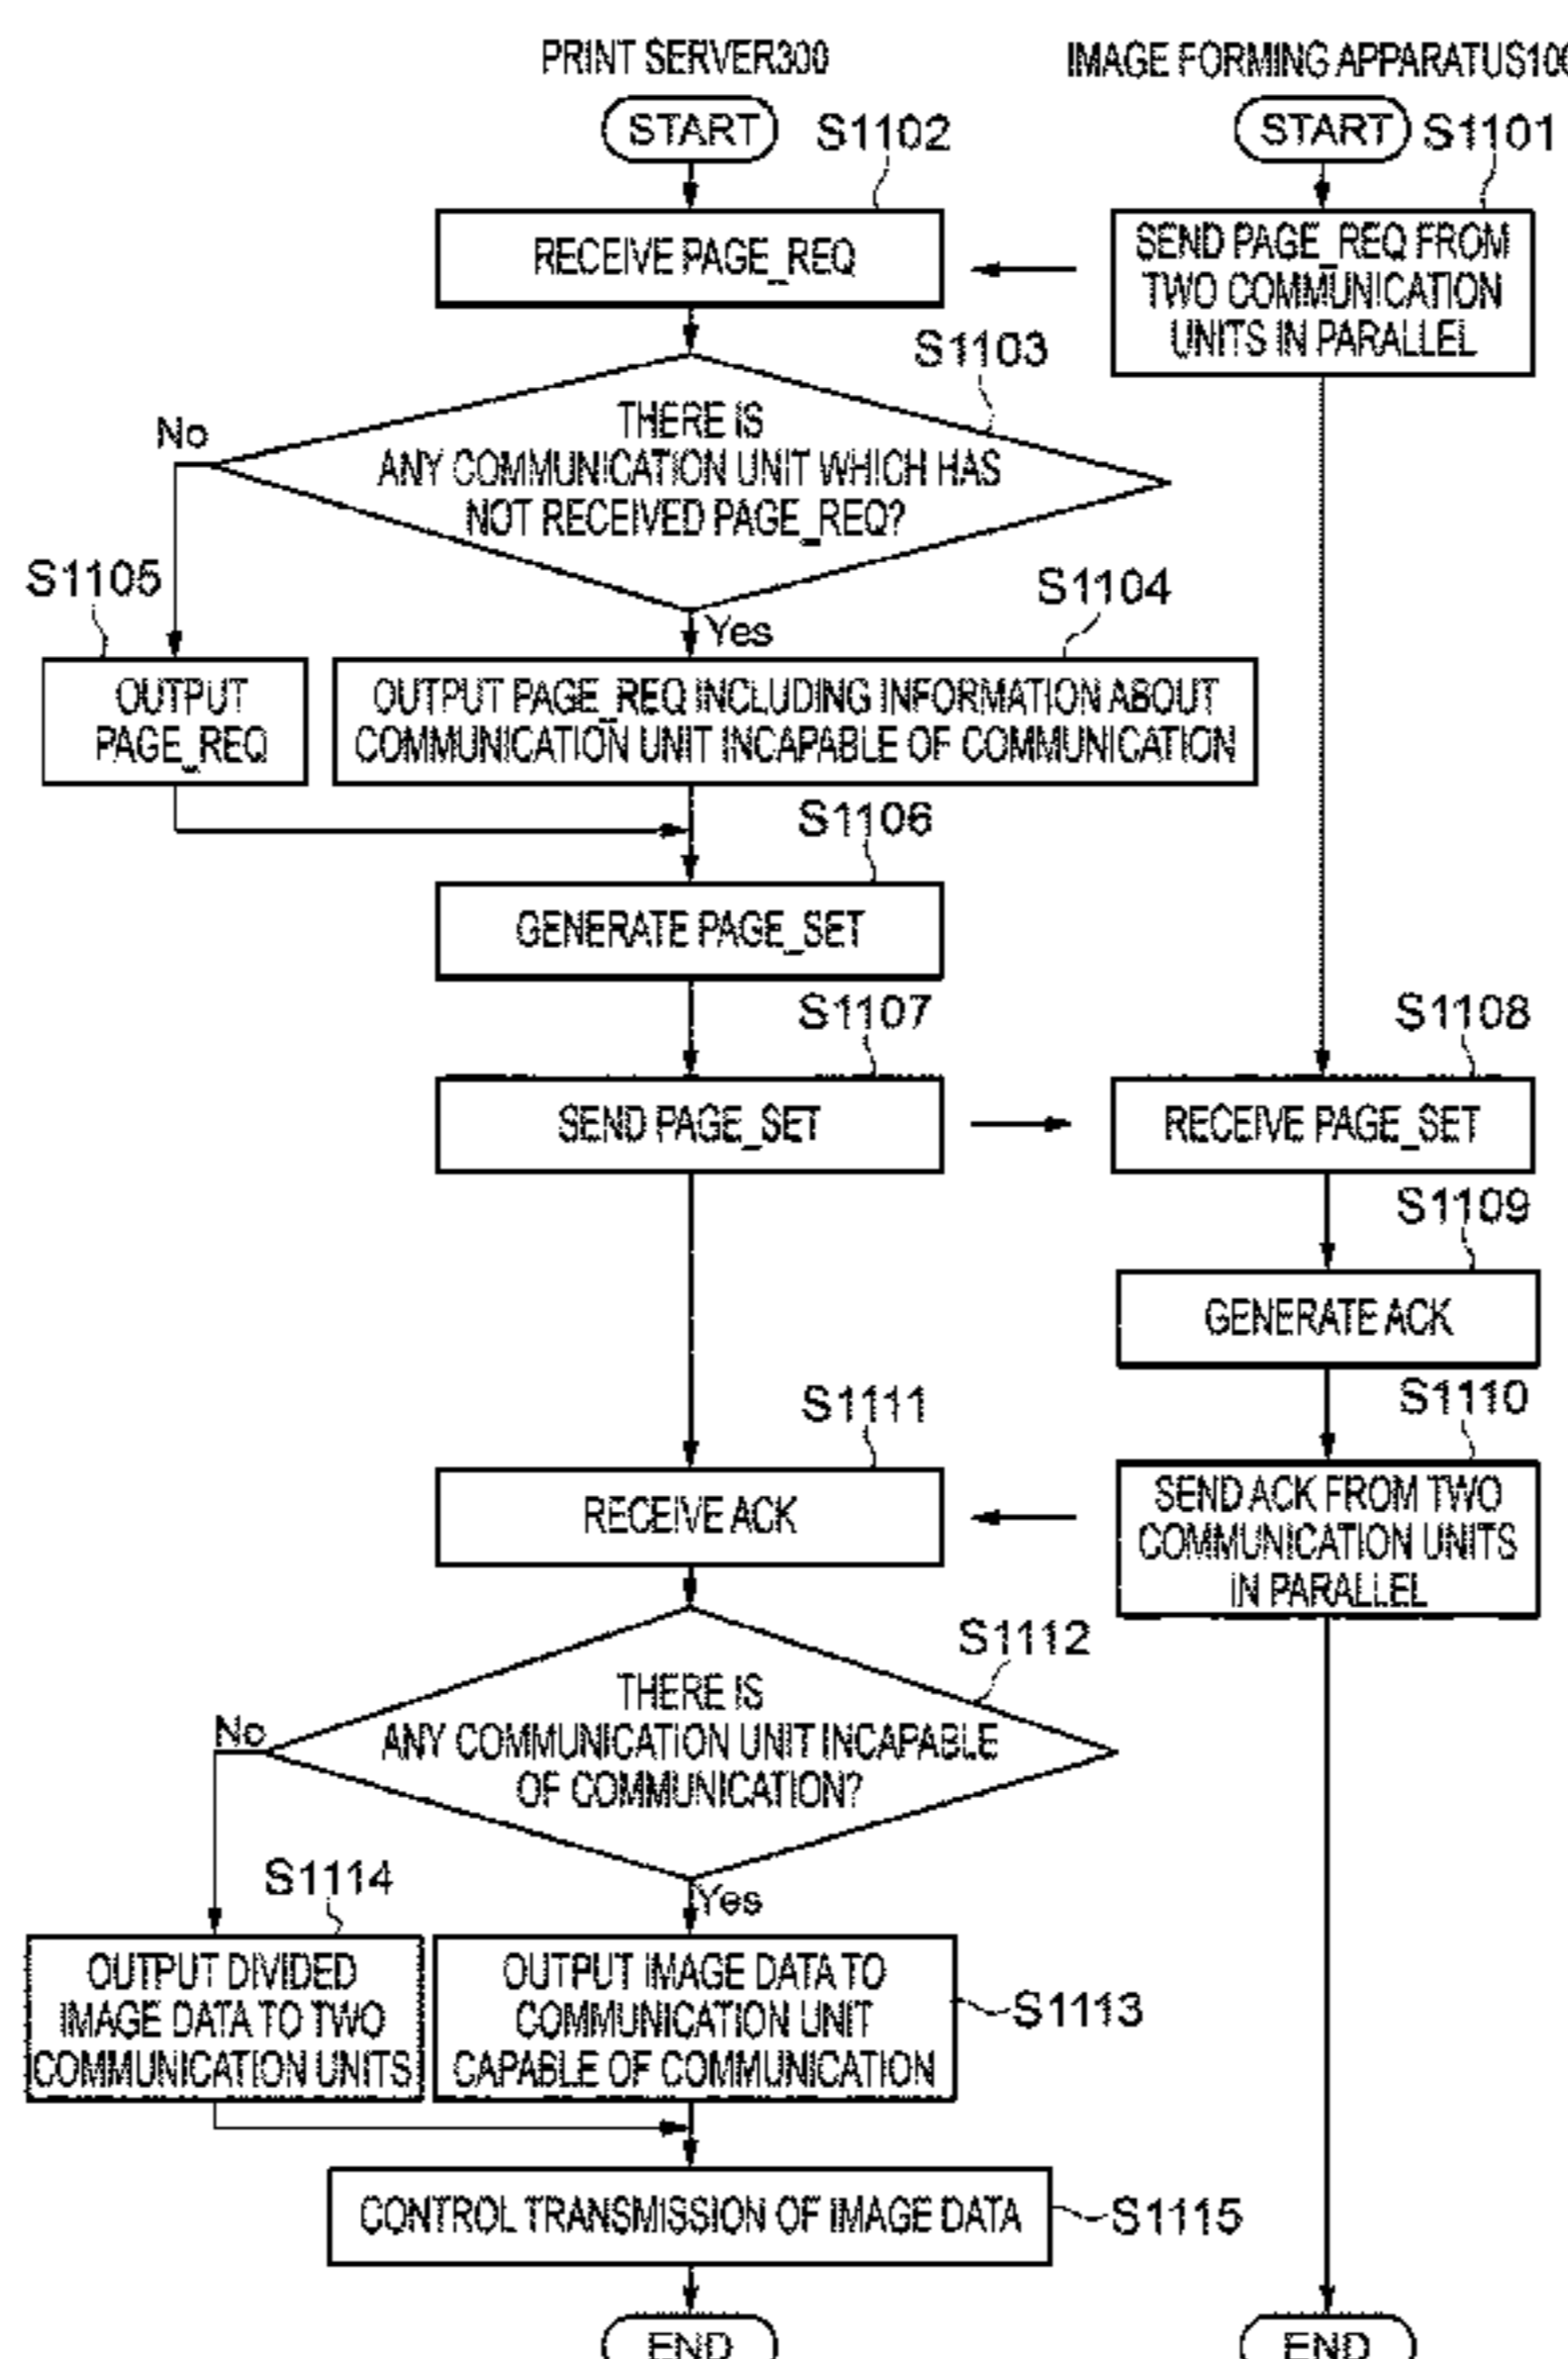 PRINT SERVER300
IMAGE FORMING APPARATUS100
START
S1102
START
S1101
RECEIVE PAGE_REQ
SEND PAGE_REQ FROM
TWO COMMUNICATION
UNITS IN PARALLEL
S1103
THERE IS
ANY COMMUNICATION UNIT WHICH HAS
NOT RECEIVED PAGE_REQ?
No
Yes
S1105
S1104
OUTPUT
PAGE_REQ
OUTPUT PAGE_REQ INCLUDING INFORMATION ABOUT
COMMUNICATION UNIT INCAPABLE OF COMMUNICATION
S1106
GENERATE PAGE_SET
S1107
S1108
SEND PAGE_SET
RECEIVE PAGE_SET
S1109
GENERATE ACK
S1110
S1111
RECEIVE ACK
SEND ACK FROM TWO
COMMUNICATION UNITS
IN PARALLEL
S1112
THERE IS
ANY COMMUNICATION UNIT INCAPABLE
OF COMMUNICATION?
No
Yes
S1114
OUTPUT DIVIDED
IMAGE DATA TO TWO
COMMUNICATION UNITS
OUTPUT IMAGE DATA TO
COMMUNICATION UNIT
CAPABLE OF COMMUNICATION
S1113
CONTROL TRANSMISSION OF IMAGE DATA
S1115
END
END